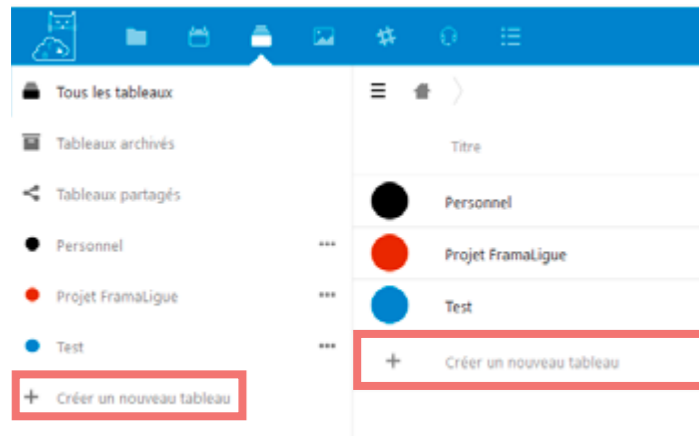 Tous les tableaux
Tableaux archivés
Tableaux partagés
Personnel
Projet FramaLigue
Test
Créer un nouveau tableau
Titre
Personnel
Projet FramaLigue
Test
Créer un nouveau tableau